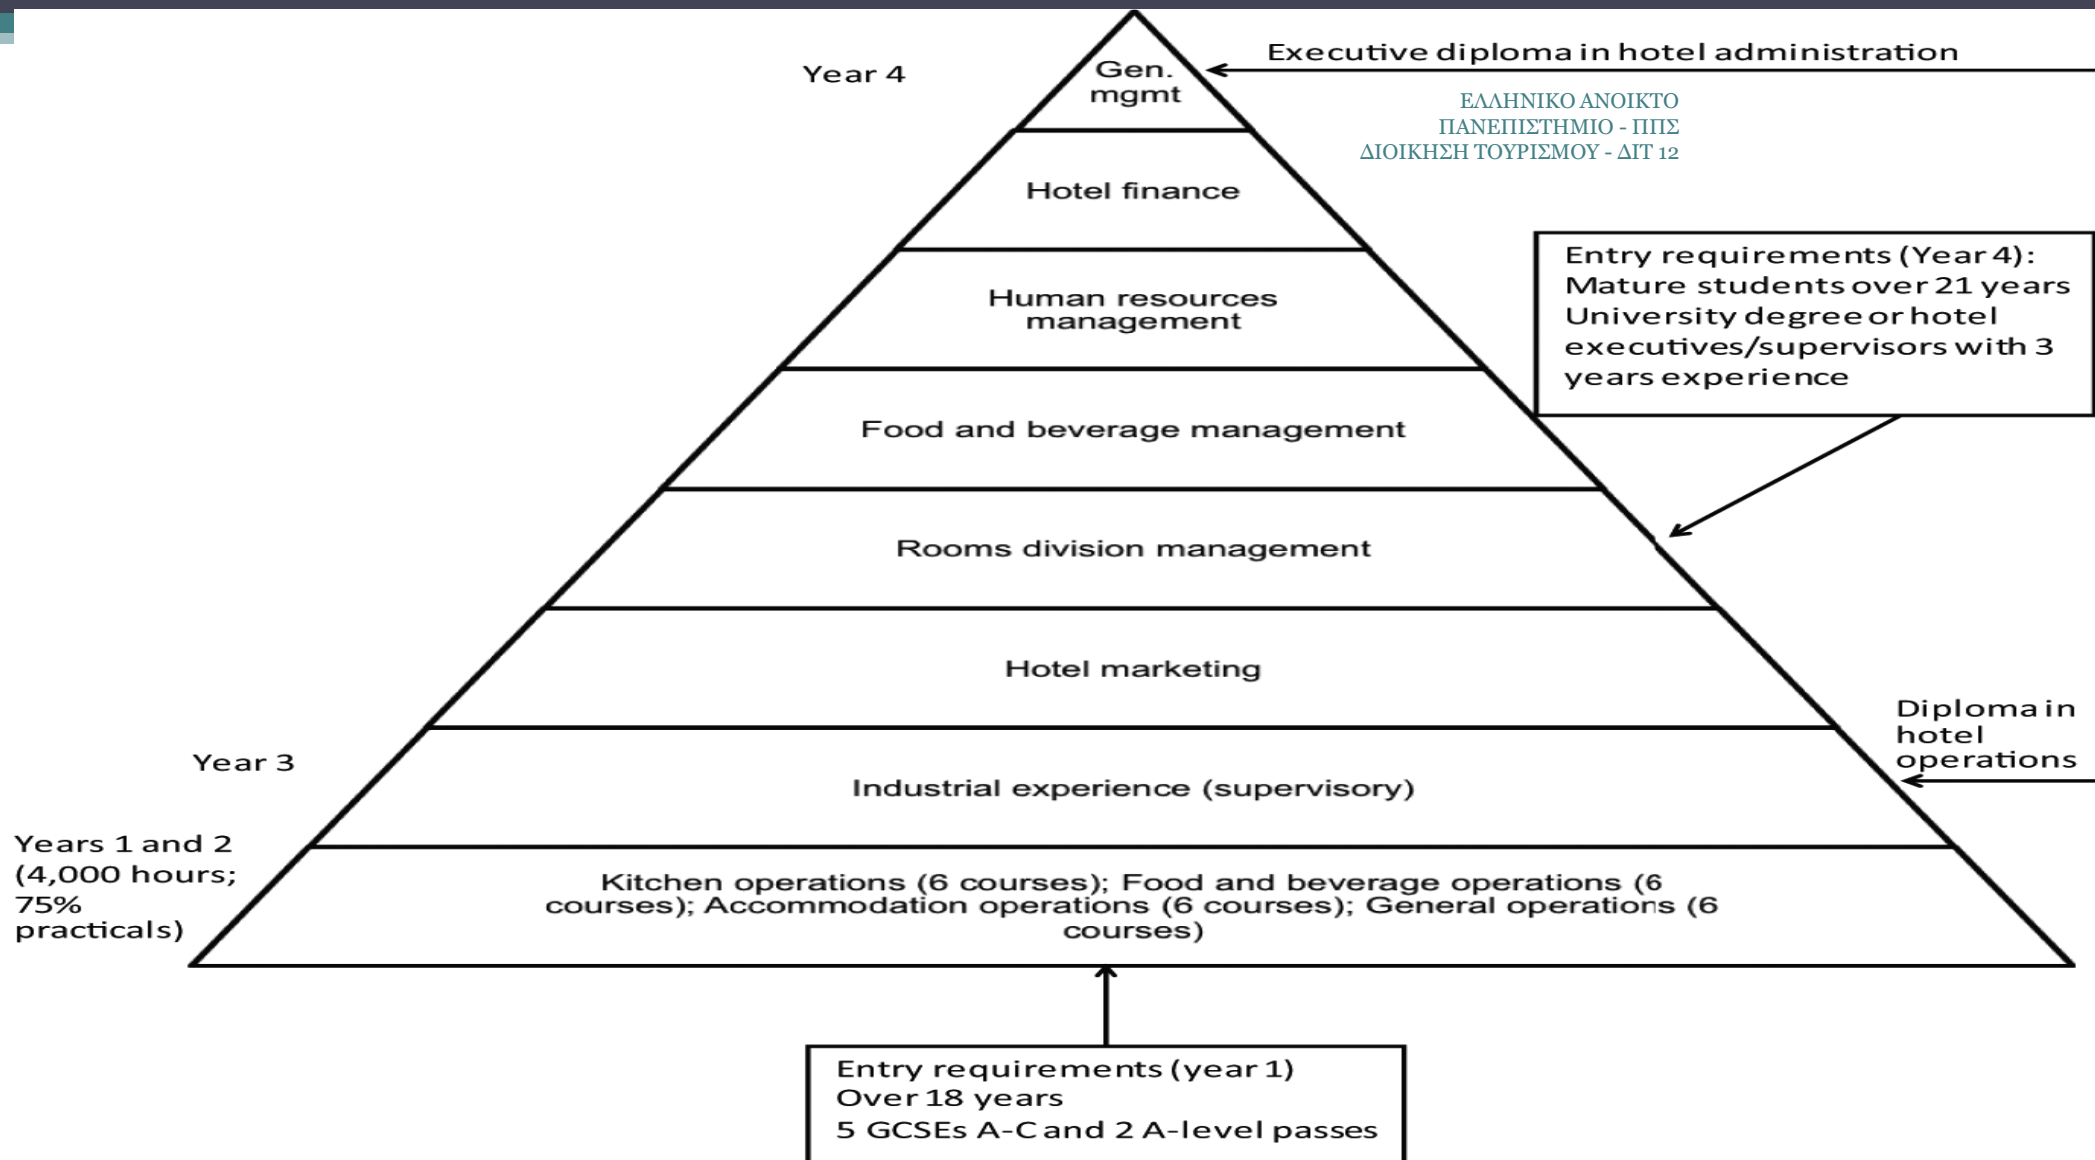 Year 4
Gen.
mgmt
Executive diploma in hotel administration
ΕΛΛΗΝΙΚΟ ΑΝΟΙΚΤΟ
ΠΑΝΕΠΙΣΤΗΜΙΟ - ΠΠΣ
ΔΙΟΙΚΗΣΗ ΤΟΥΡΙΣΜΟΥ - ΔΙΤ 12
Hotel finance
Entry requirements (Year 4):
Mature students over 21 years
University degree or hotel
executives/supervisors with 3
years experience
Human resources
management
Food and beverage management
Rooms division management
Hotel marketing
Diploma in
hotel
operations
Year 3
Industrial experience (supervisory)
Years 1 and 2
(4,000 hours;
75%
practicals)
Kitchen operations (6 courses); Food and beverage operations (6
courses); Accommodation operations (6 courses); General operations (6
courses)
Entry requirements (year 1)
Over 18 years
5 GCSEs A-C and 2 A-level passes